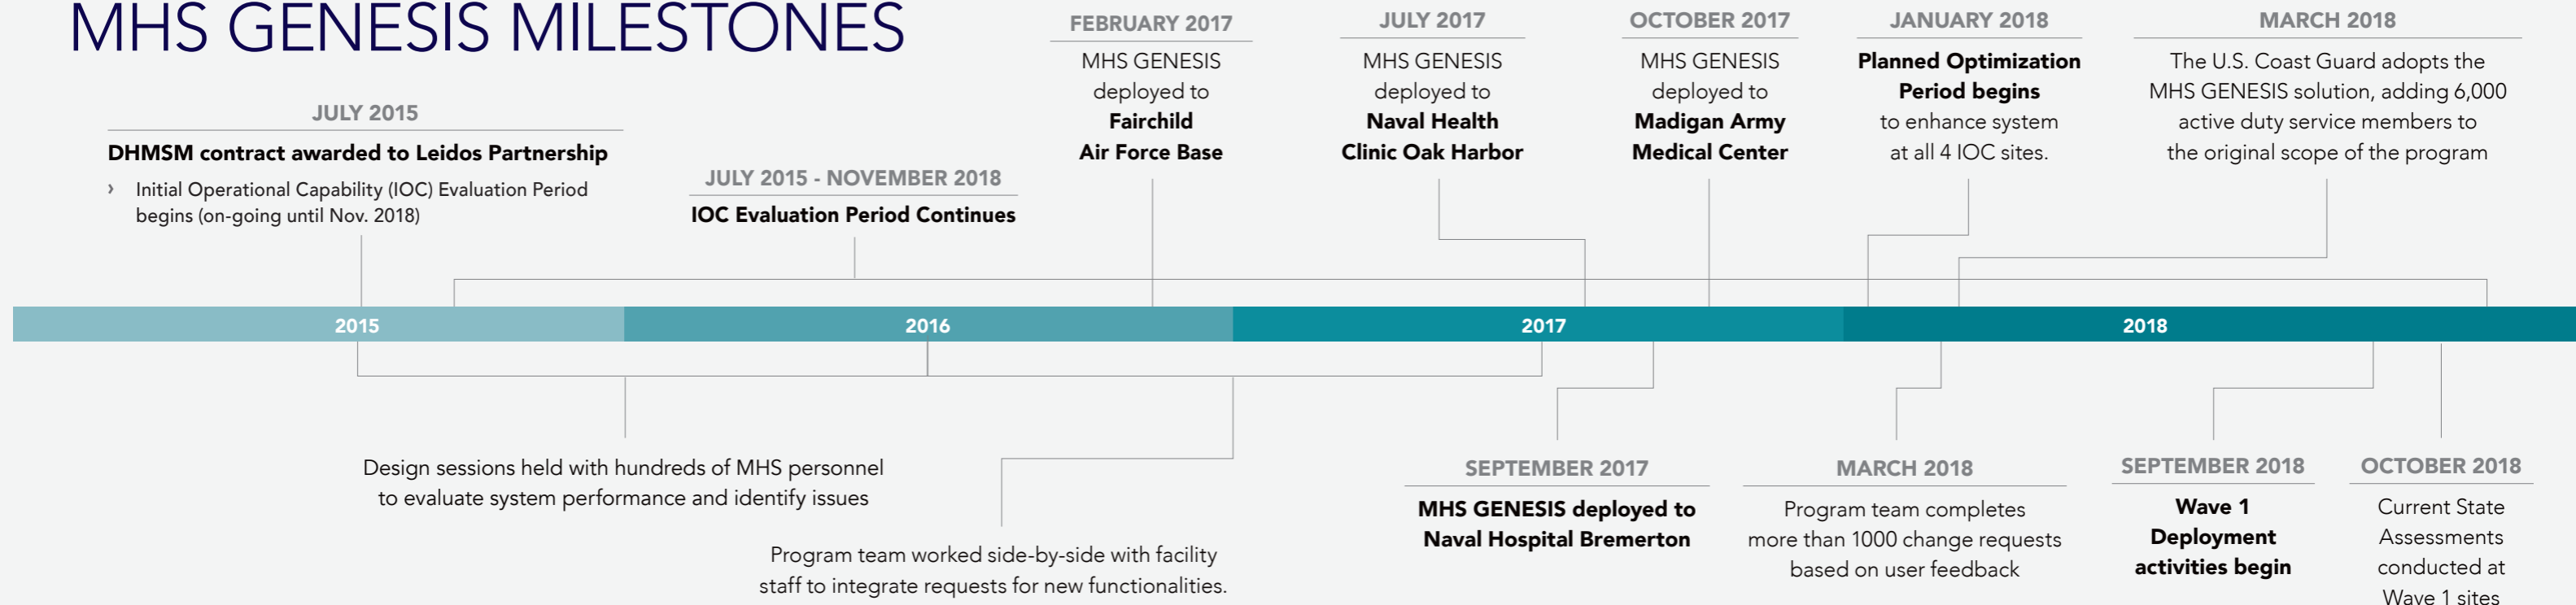 MHS GENESIS MILESTONES
JULY 2015
DHMSM contract awarded to Leidos Partnership
› Initial Operational Capability (IOC) Evaluation Period
begins (on-going until Nov. 2018)
JULY 2015 - NOVEMBER 2018
IOC Evaluation Period Continues
FEBRUARY 2017
MHS GENESIS
deployed to
Fairchild
Air Force Base
JULY 2017
MHS GENESIS
deployed to
Naval Health
Clinic Oak Harbor
OCTOBER 2017
MHS GENESIS
deployed to
Madigan Army
Medical Center
JANUARY 2018
Planned Optimization
Period begins
to enhance system
at all 4 IOC sites.
MARCH 2018
The U.S. Coast Guard adopts the
MHS GENESIS solution, adding 6,000
active duty service members to
the original scope of the program
2015
2016
2017
2018
Design sessions held with hundreds of MHS personnel
to evaluate system performance and identify issues
Program team worked side-by-side with facility
staff to integrate requests for new functionalities.
SEPTEMBER 2017
MHS GENESIS deployed to
Naval Hospital Bremerton
MARCH 2018
Program team completes
more than 1000 change requests
based on user feedback
SEPTEMBER 2018
Wave 1
Deployment
activities begin
OCTOBER 2018
Current State
Assessments
conducted at
Wave 1 sites